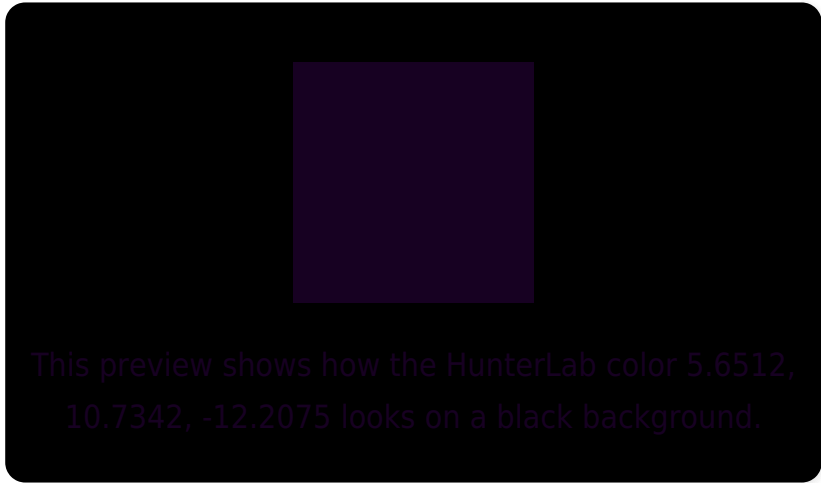 This preview shows how the HunterLab color 5.6512,
10.7342, -12.2075 looks on a black background.